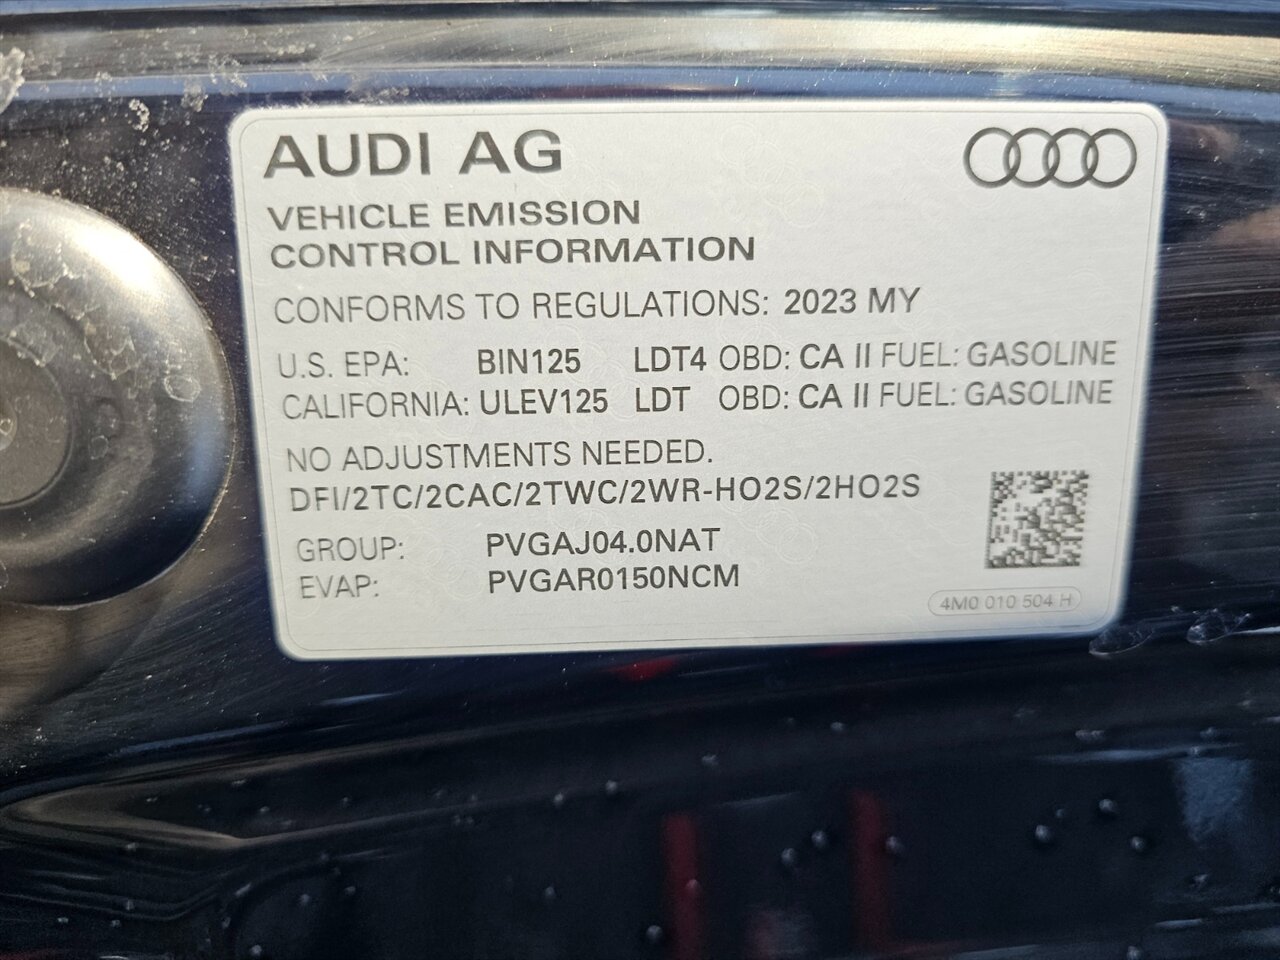 AUDI AG
VEHICLE EMISSION
CONTROL INFORMATION
CONFORMS TO REGULATIONS: 2023 MY
U.S. EPA: BIN125 LDT4 OBD: CA II FUEL: GASOLINE
CALIFORNIA: ULEV125 LDT OBD: CA II FUEL: GASOLINE
NO ADJUSTMENTS NEEDED.
DFI/2TC/2CAC/2TWC/2WR-HO2S/2HO2S
GROUP: PVGAJ04.0NAT
EVAP: PVGAR0150NCM
4M0 010 504 H